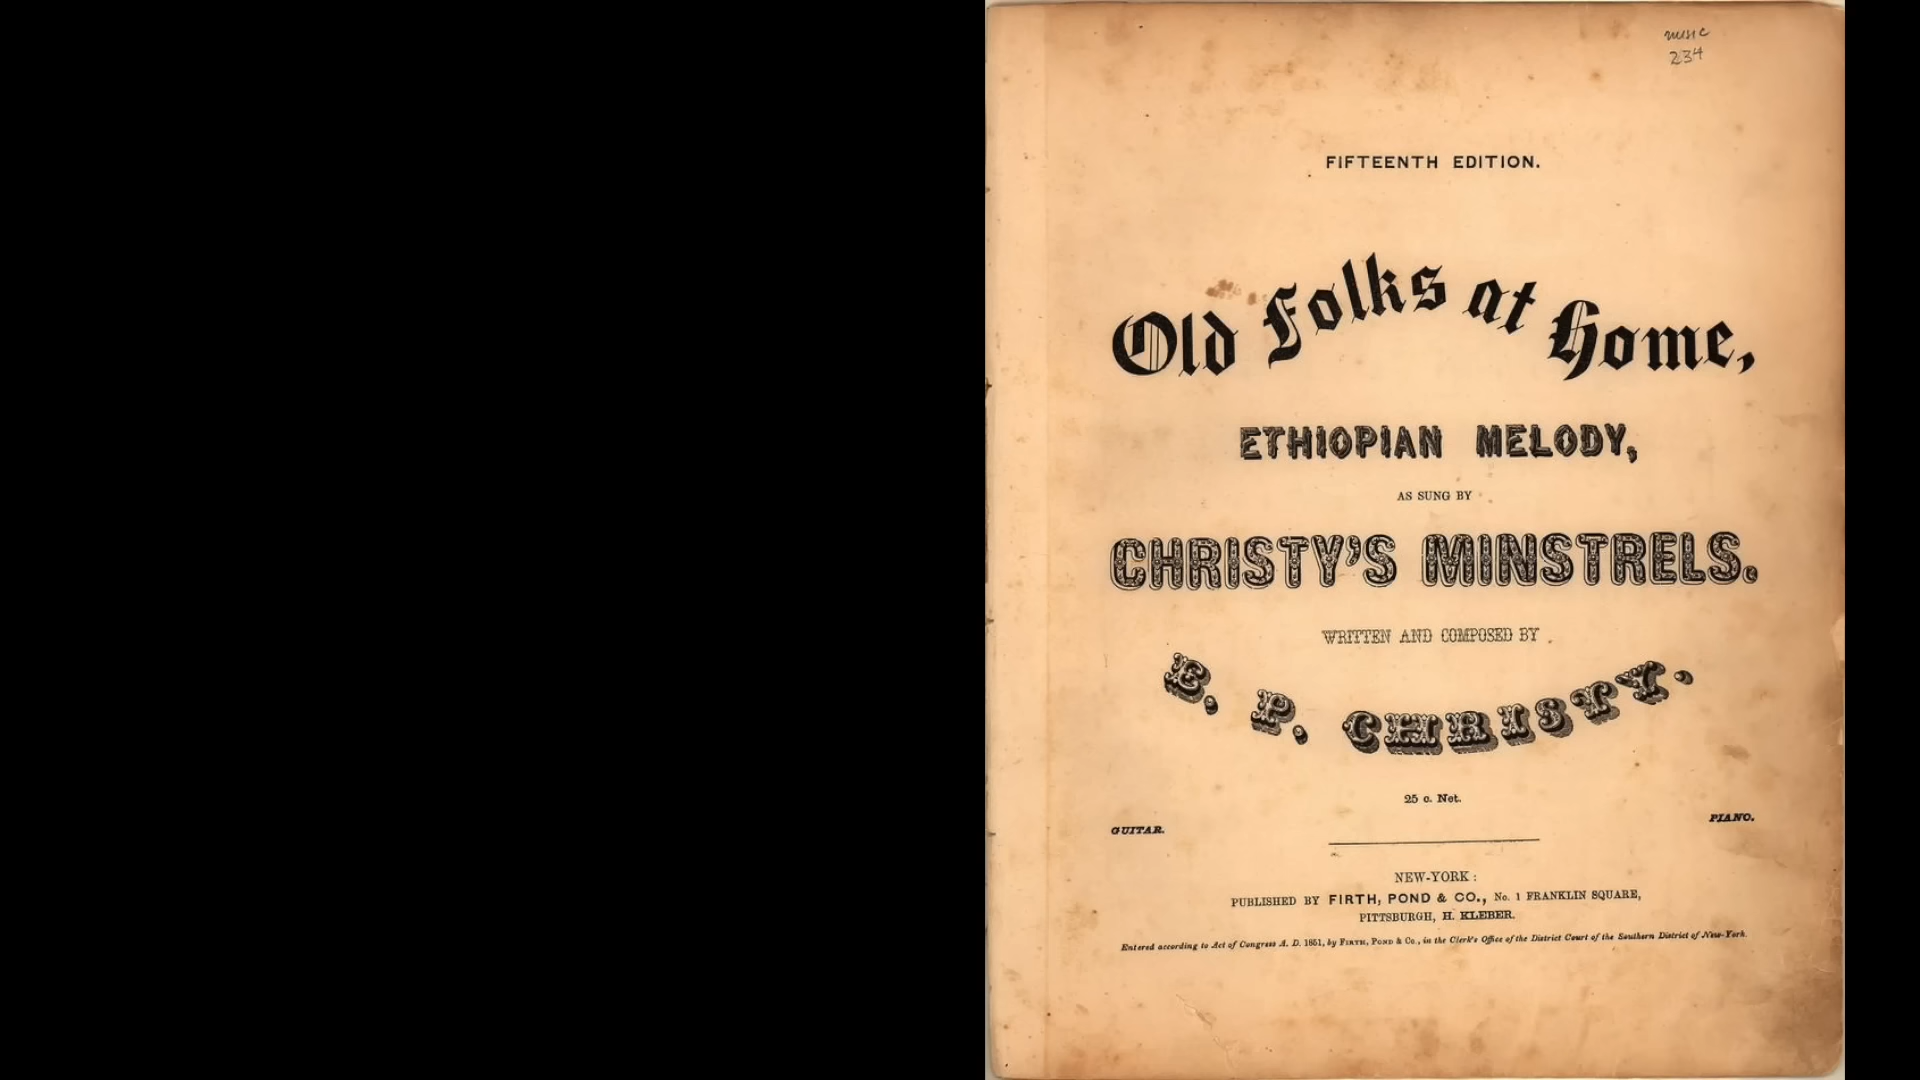 music
234
FIFTEENTH EDITION.
Old Folks at Home,
ETHIOPIAN MELODY,
AS SUNG BY
CHRISTY'S MINSTRELS.
WRITTEN AND COMPOSED BY
E. P. CHRISTY.
25 c. Net.
GUITAR. PIANO.
NEW-YORK:
PUBLISHED BY FIRTH, POND & CO., No. 1 FRANKLIN SQUARE,
PITTSBURGH, H. KLEBER.
Entered according to Act of Congress A. D. 1851, by FIRTH, POND & Co., in the Clerk's Office of the District Court of the Southern District of New-York.